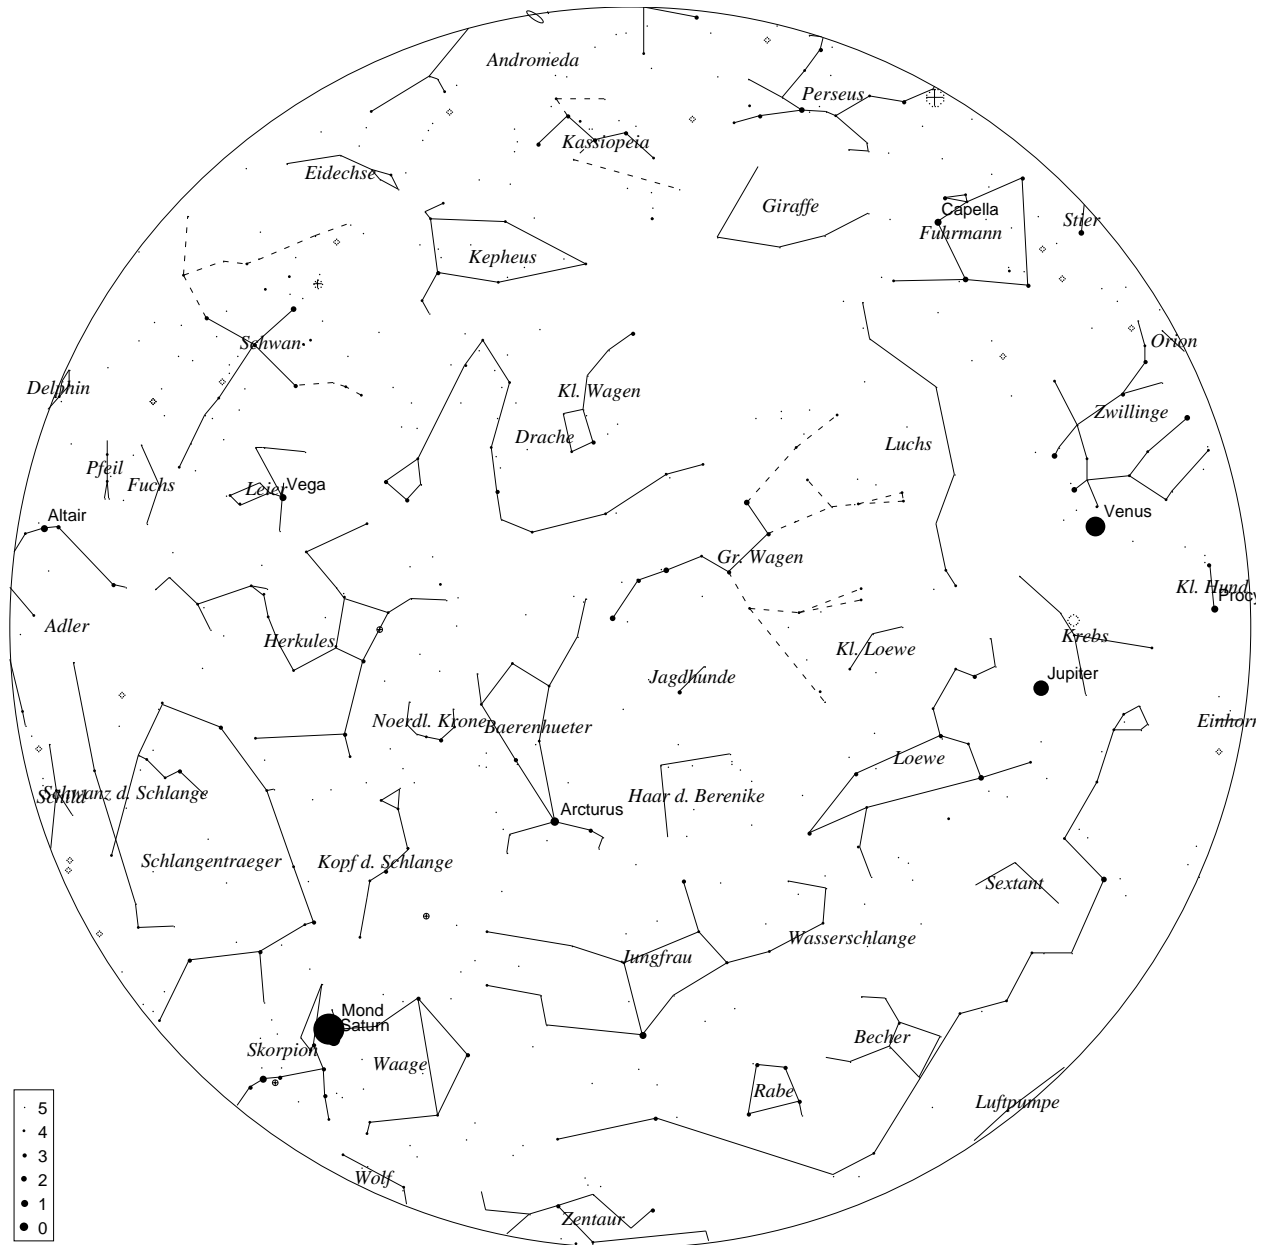 Andromeda
Perseus
Kassiopeia
Eidechse
Giraffe
Capella
Stier
Fuhrmann
Kepheus
Orion
Schwan
Delphin
Kl. Wagen
Zwillinge
Drache
Luchs
Pfeil
Fuchs
Leier
Vega
Altair
Venus
Gr. Wagen
Kl. Hund
Procy
Adler
Herkules
Krebs
Kl. Loewe
Jagdhunde
Jupiter
Noerdl. Krone
Baerenhueter
Einhorn
Loewe
Schwanz d. Schlange
Schild
Haar d. Berenike
Arcturus
Schlangentraeger
Kopf d. Schlange
Sextant
Wasserschlange
Jungfrau
Mond
Saturn
Becher
Skorpion
Waage
Rabe
Luftpumpe
5
4
3
2
1
0
Wolf
Zentaur